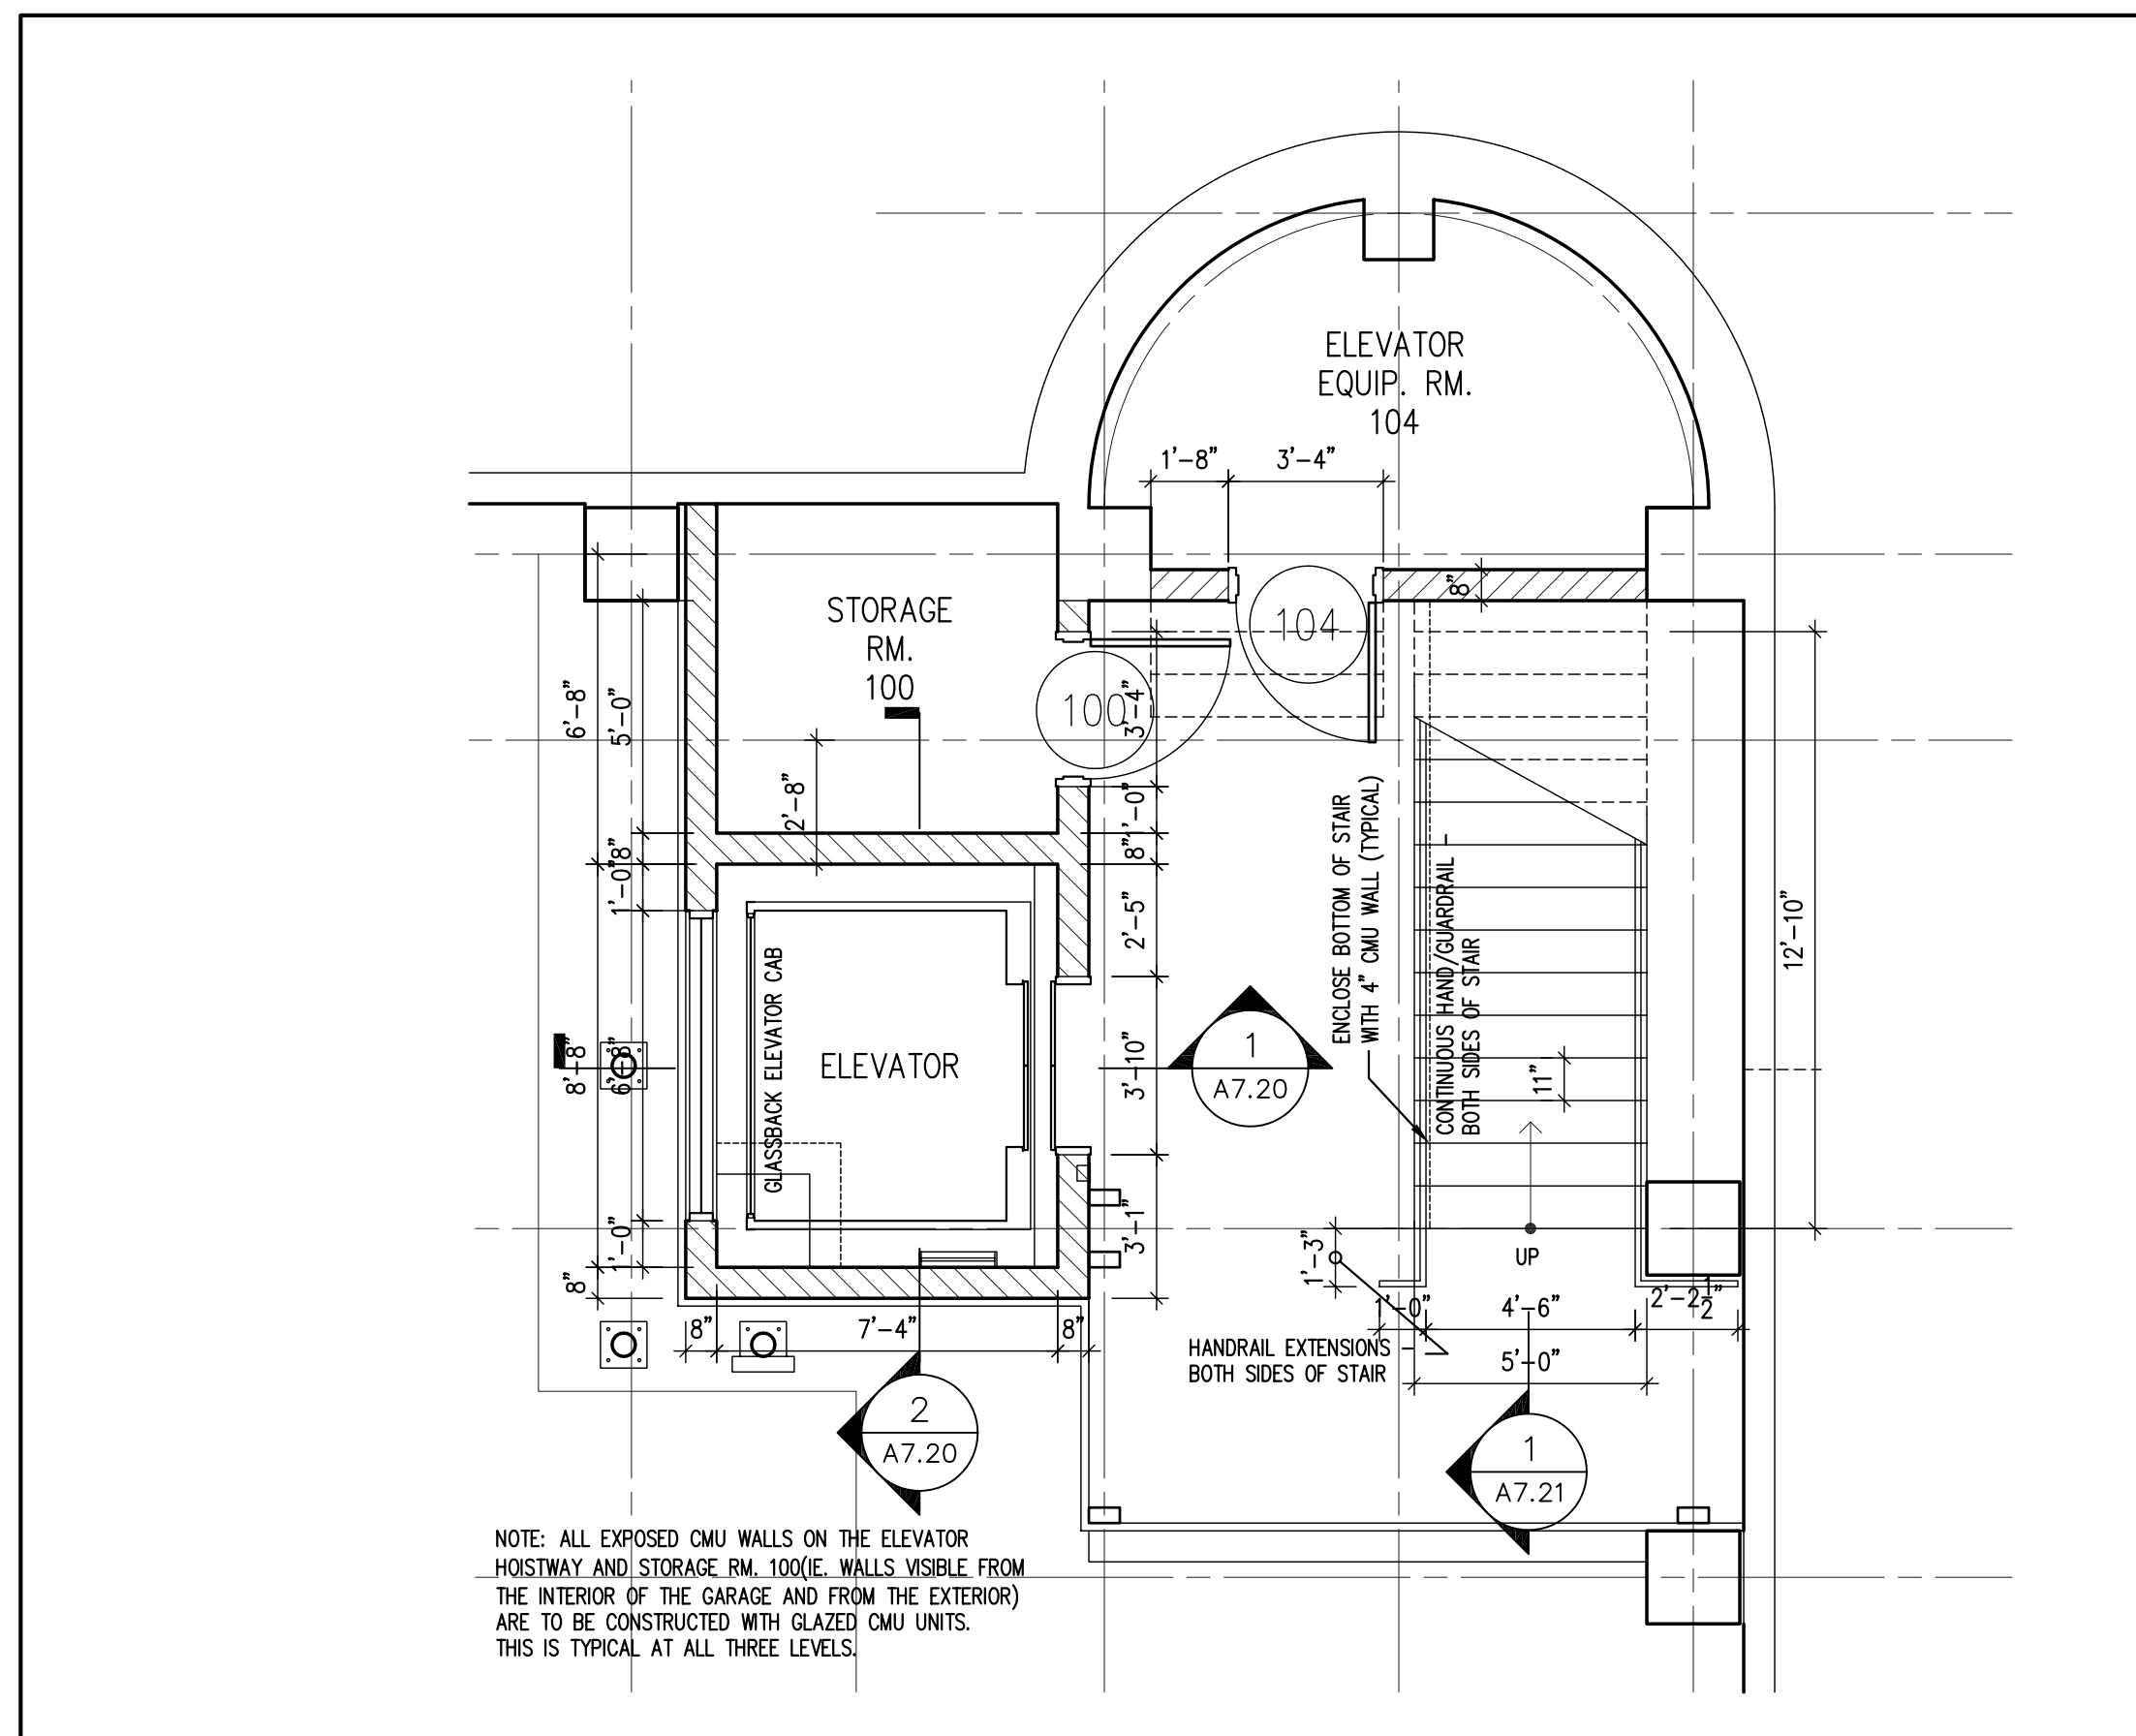 ELEVATOR
EQUIP. RM.
104
1'-8"
3'-4"
8"
STORAGE
RM.
100
104
100
6'-8"
5'-0"
3'-4"
2'-8"
1'-0"
8"
8"
1'-0"
2'-5"
12'-10"
ENCLOSE BOTTOM OF STAIR
WITH 4" CMU WALL (TYPICAL)
CONTINUOUS HAND/GUARDRAIL
BOTH SIDES OF STAIR
GLASSBACK ELEVATOR CAB
ELEVATOR
8'-8"
6'-8"
3'-10"
1
A7.20
11"
3'-1"
1'-0"
8"
1'-3"
UP
8"
7'-4"
8"
1'-0"
4'-6"
2'-2 1/2"
5'-0"
HANDRAIL EXTENSIONS
BOTH SIDES OF STAIR
2
A7.20
1
A7.21
NOTE: ALL EXPOSED CMU WALLS ON THE ELEVATOR
HOISTWAY AND STORAGE RM. 100(IE. WALLS VISIBLE FROM
THE INTERIOR OF THE GARAGE AND FROM THE EXTERIOR)
ARE TO BE CONSTRUCTED WITH GLAZED CMU UNITS.
THIS IS TYPICAL AT ALL THREE LEVELS.